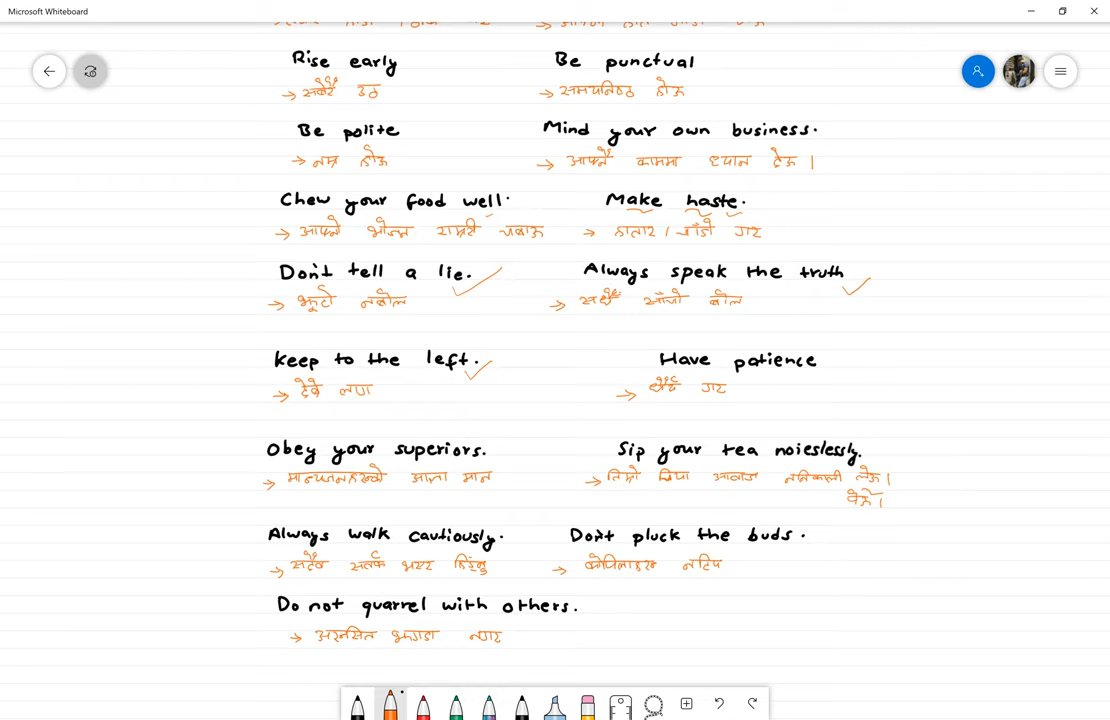 Microsoft Whiteboard
Rise early Be punctual
→ सबेरै उठ → समयनिष्ठ होऊ
Be polite Mind your own business.
→ नम्र होऊ → आफ्नै काममा ध्यान देऊ।
Chew your food well. Make haste.
→ आफ्नो भोजन राम्ररी चबाऊ → हातार। चाँडो गर
Don't tell a lie. Always speak the truth
→ झूटो नबोल → सधैँ साँचो बोल
Keep to the left. Have patience
→ देब्रे लाग → धैर्य गर
Obey your superiors. Sip your tea noieslessly.
→ मान्यजनहरूको आज्ञा मान → तिम्रो चिया आवाज ननिकाली लेऊ।
Always walk cautiously. Don't pluck the buds.
→ सदैव सतर्क भएर हिँड्नु → कोपिलाहरू नटिप
Do not quarrel with others.
→ अरूसित झगडा नगर